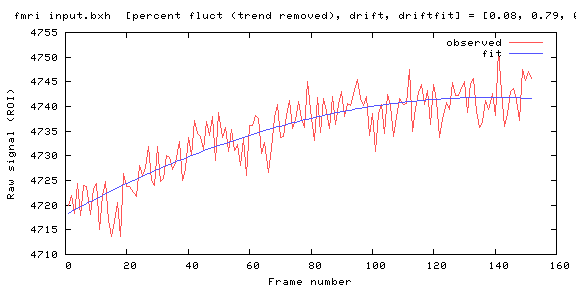 fmri input.bxh [percent fluct (trend removed), drift, driftfit] = [0.08, 0.79, 
observed
fit
4755
4750
4745
4740
4735
4730
4725
4720
4715
4710
Raw signal (ROI)
0 20 40 60 80 100 120 140 160
Frame number